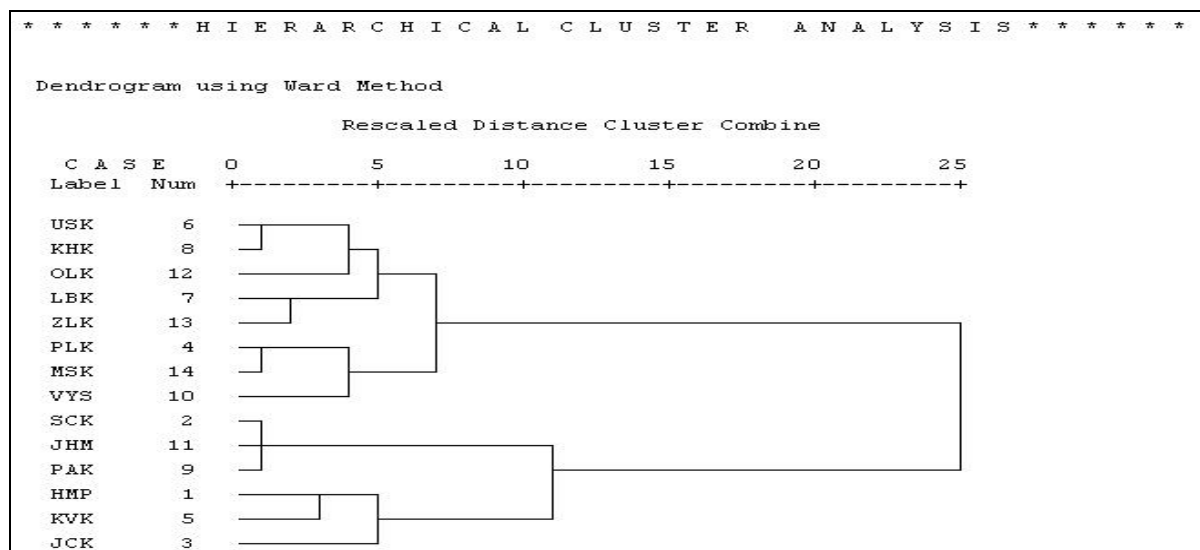 * * * * * * H I E R A R C H I C A L   C L U S T E R   A N A L Y S I S * * * * * *
Dendrogram using Ward Method
Rescaled Distance Cluster Combine
C A S E 0 5 10 15 20 25
Label Num +---------+---------+---------+---------+---------+
USK 6
KHK 8
OLK 12
LBK 7
ZLK 13
PLK 4
MSK 14
VYS 10
SCK 2
JHM 11
PAK 9
HMP 1
KVK 5
JCK 3